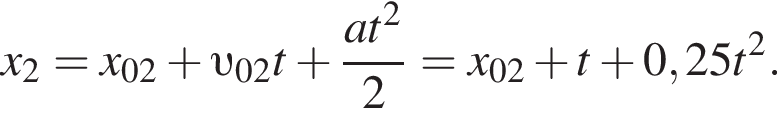 x₂ = x₀₂ + υ₀₂t + at²/2 = x₀₂ + t + 0,25t².